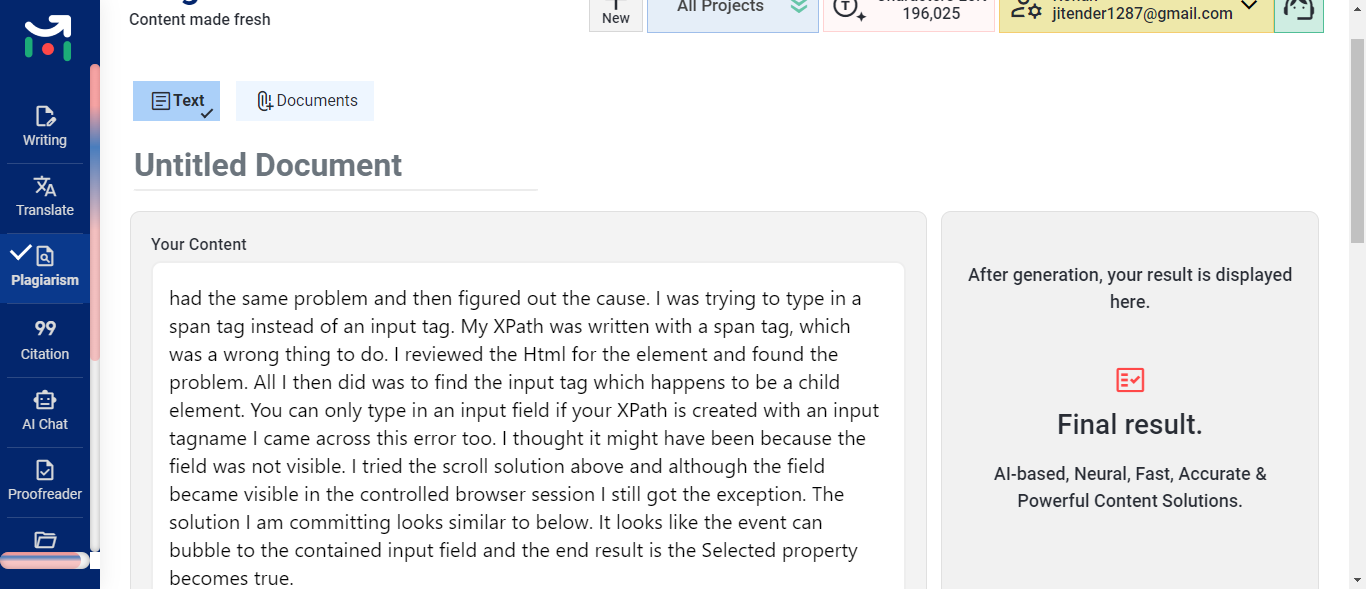 Content made fresh
New
All Projects
196,025
jitender1287@gmail.com
Text
Documents
Writing
Translate
Plagiarism
Citation
AI Chat
Proofreader
Untitled Document
Your Content
had the same problem and then figured out the cause. I was trying to type in a
span tag instead of an input tag. My XPath was written with a span tag, which
was a wrong thing to do. I reviewed the Html for the element and found the
problem. All I then did was to find the input tag which happens to be a child
element. You can only type in an input field if your XPath is created with an input
tagname I came across this error too. I thought it might have been because the
field was not visible. I tried the scroll solution above and although the field
became visible in the controlled browser session I still got the exception. The
solution I am committing looks similar to below. It looks like the event can
bubble to the contained input field and the end result is the Selected property
becomes true.
After generation, your result is displayed
here.
Final result.
AI-based, Neural, Fast, Accurate &
Powerful Content Solutions.